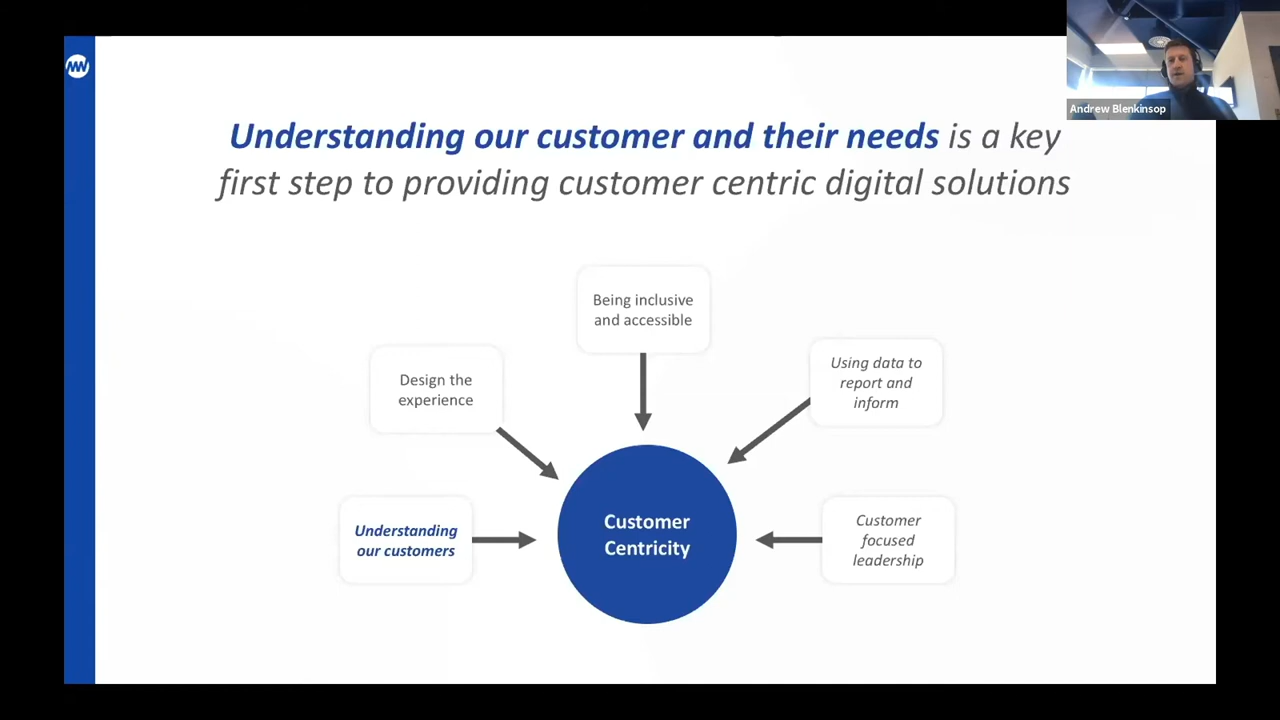 Understanding our customer and their needs is a key
first step to providing customer centric digital solutions
Being inclusive
and accessible
Design the
experience
Using data to
report and
inform
Understanding
our customers
Customer
Centricity
Customer
focused
leadership
Andrew Blenkinsop